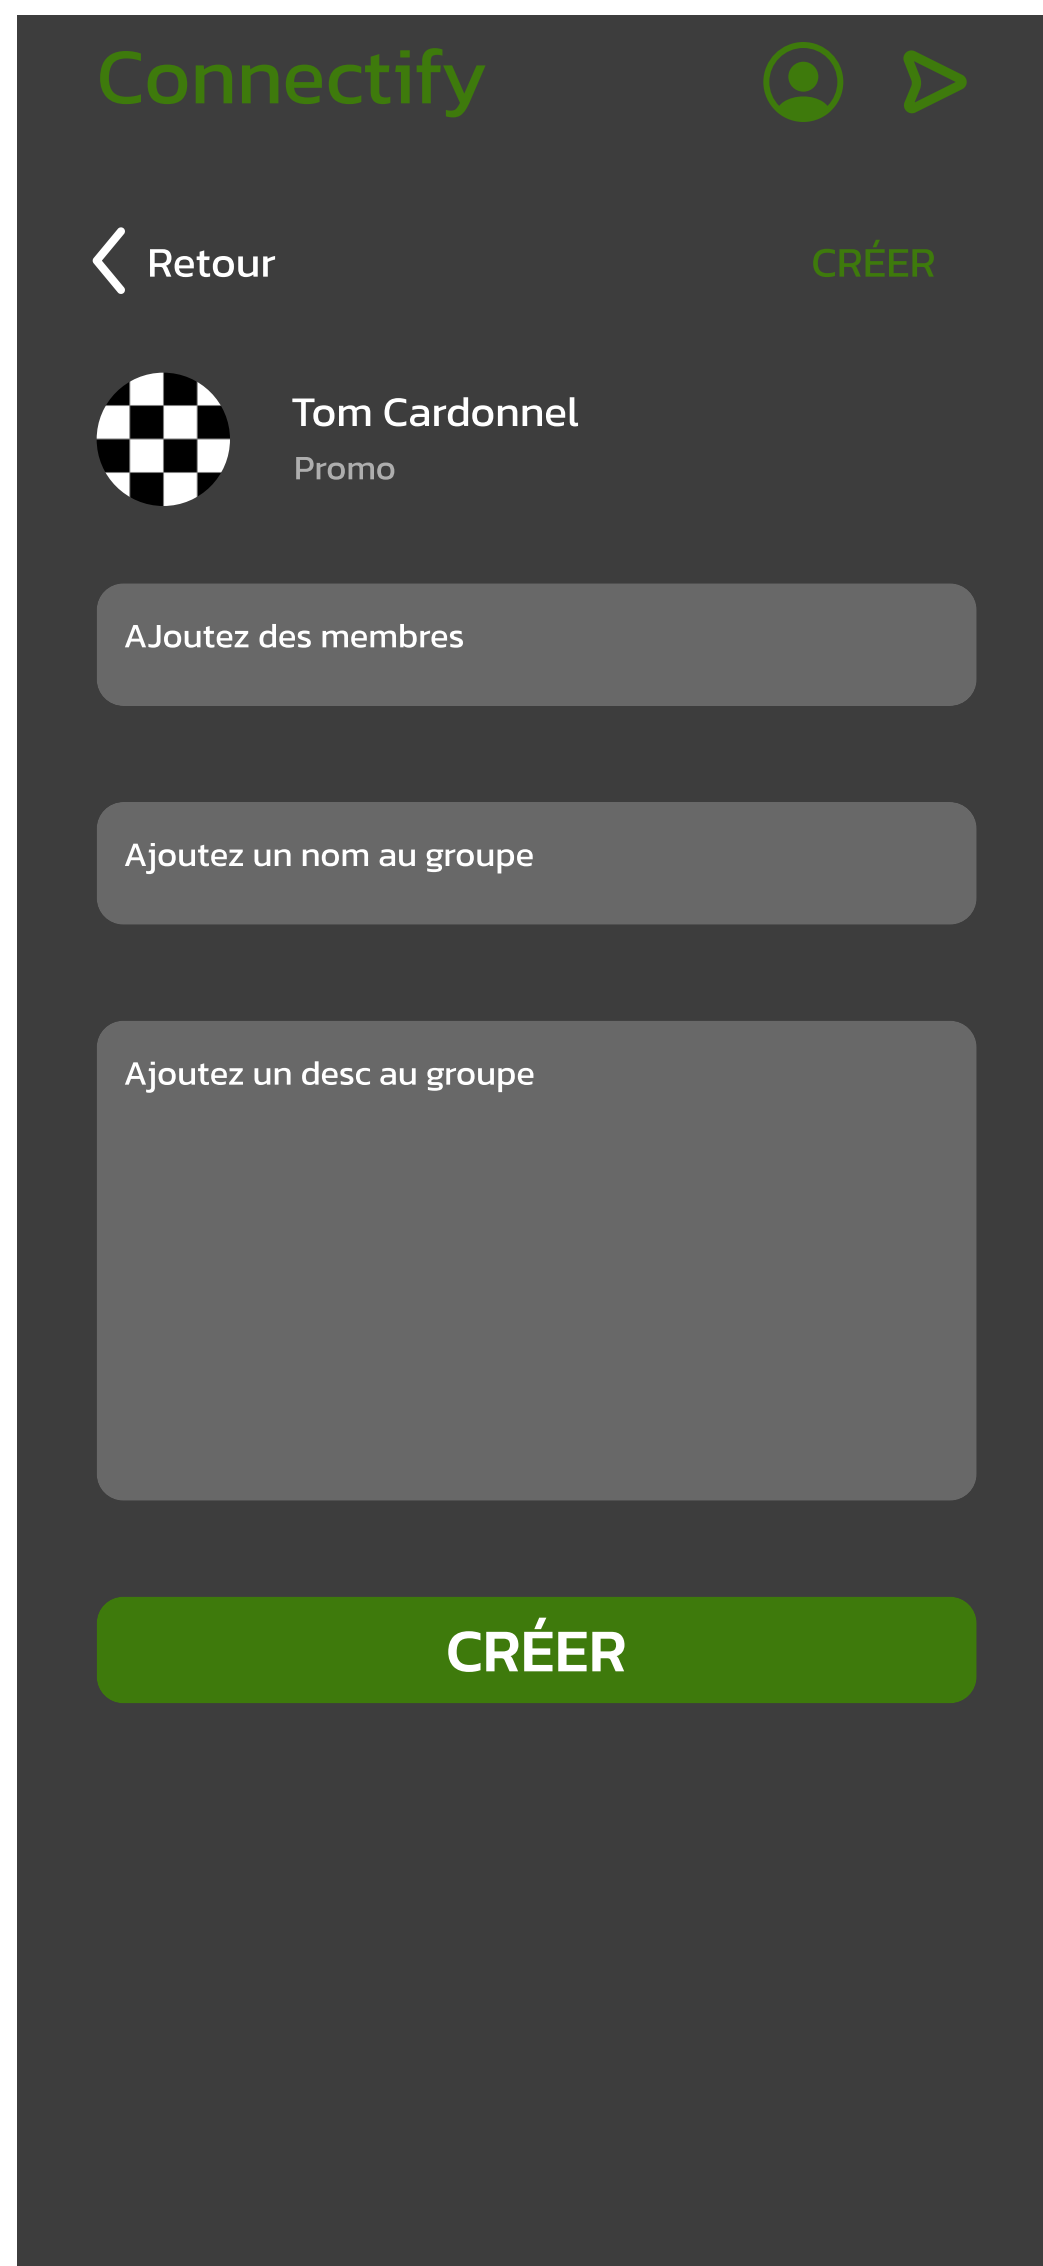 Connectify
Retour
CRÉER
Tom Cardonnel
Promo
AJoutez des membres
Ajoutez un nom au groupe
Ajoutez un desc au groupe
CRÉER